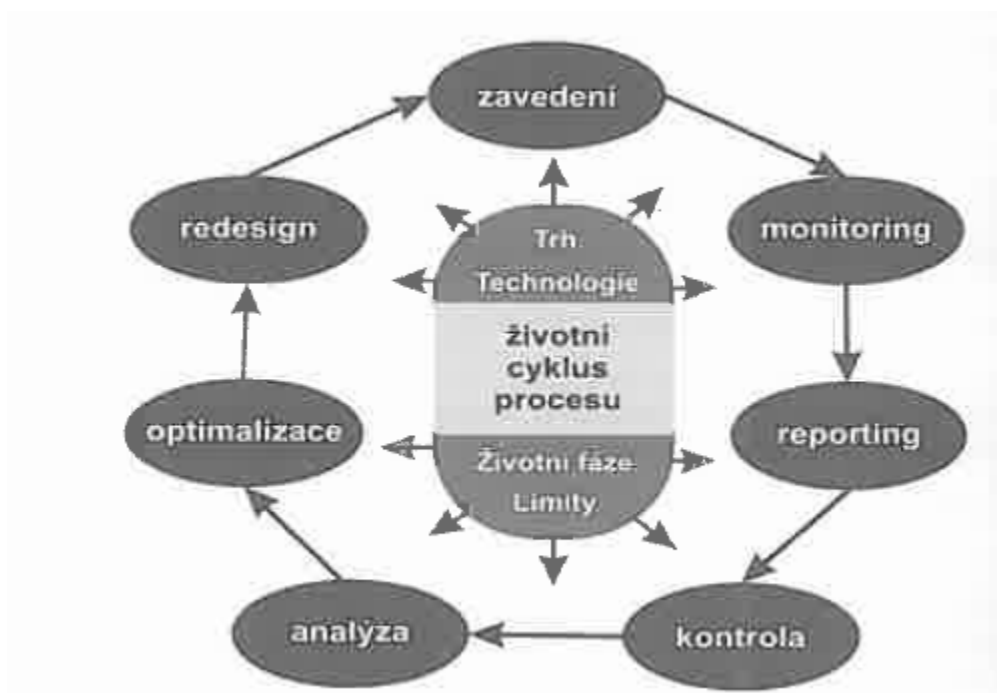 zavedení
redesign
monitoring
Trh
Technologie
životní
cyklus
procesu
optimalizace
reporting
Životní fáze
Limity
analýza
kontrola